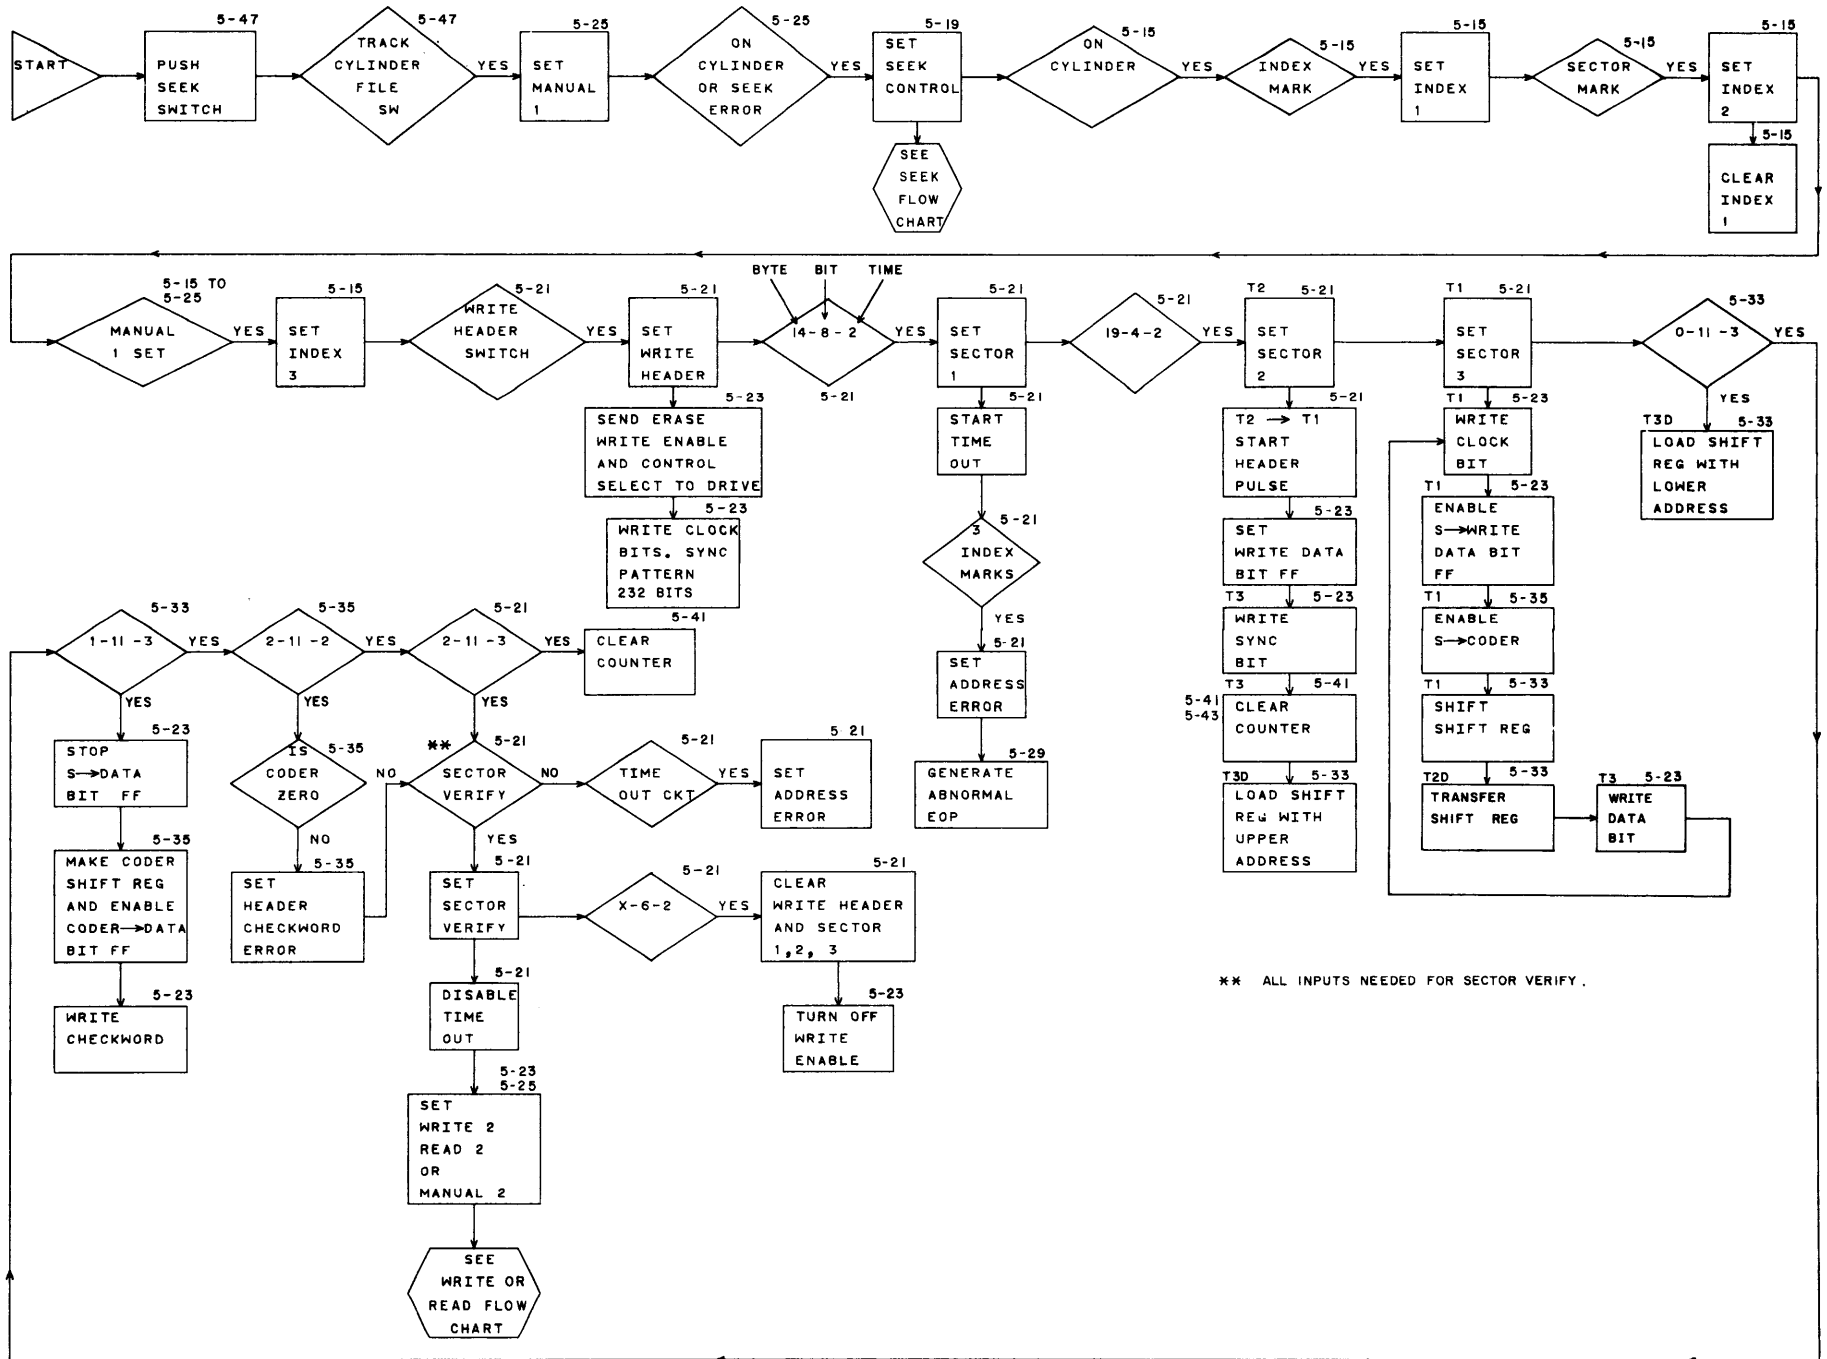 START
5-47
PUSH
SEEK
SWITCH
5-47
TRACK
CYLINDER
FILE
SW
YES
5-25
SET
MANUAL
1
5-25
ON
CYLINDER
OR SEEK
ERROR
YES
5-19
SET
SEEK
CONTROL
SEE
SEEK
FLOW
CHART
5-15
ON
CYLINDER
YES
5-15
INDEX
MARK
YES
5-15
SET
INDEX
1
5-15
SECTOR
MARK
YES
5-15
SET
INDEX
2
5-15
CLEAR
INDEX
1
5-15 TO
5-25
MANUAL
1 SET
YES
5-15
SET
INDEX
3
5-21
WRITE
HEADER
SWITCH
YES
5-21
SET
WRITE
HEADER
5-23
SEND ERASE
WRITE ENABLE
AND CONTROL
SELECT TO DRIVE
5-23
WRITE CLOCK
BITS. SYNC
PATTERN
232 BITS
BYTE BIT TIME
14-8-2
5-21
YES
5-21
SET
SECTOR
1
5-21
START
TIME
OUT
5-21
3
INDEX
MARKS
YES
5-21
SET
ADDRESS
ERROR
5-29
GENERATE
ABNORMAL
EOP
5-21
19-4-2
YES
T2 5-21
SET
SECTOR
2
5-21
T2 → T1
START
HEADER
PULSE
5-23
SET
WRITE DATA
BIT FF
T3 5-23
WRITE
SYNC
BIT
T3 5-41
5-41
5-43
CLEAR
COUNTER
T3D 5-33
LOAD SHIFT
REG WITH
UPPER
ADDRESS
T1 5-21
SET
SECTOR
3
T1 5-23
WRITE
CLOCK
BIT
T1 5-23
ENABLE
S→WRITE
DATA BIT
FF
T1 5-35
ENABLE
S→CODER
T1 5-33
SHIFT
SHIFT REG
T2D 5-33
TRANSFER
SHIFT REG
T3 5-23
WRITE
DATA
BIT
5-33
0-11-3
YES
YES
T3D 5-33
LOAD SHIFT
REG WITH
LOWER
ADDRESS
5-33
1-11-3
YES
YES
5-23
STOP
S→DATA
BIT FF
5-35
MAKE CODER
SHIFT REG
AND ENABLE
CODER→DATA
BIT FF
5-23
WRITE
CHECKWORD
5-35
2-11-2
YES
YES
5-35
IS
CODER
ZERO
NO
5-35
SET
HEADER
CHECKWORD
ERROR
NO
5-21
2-11-3
YES
YES
5-41
CLEAR
COUNTER
** 5-21
SECTOR
VERIFY
NO
YES
5-21
TIME
OUT CKT
YES
5-21
SET
ADDRESS
ERROR
5-21
SET
SECTOR
VERIFY
5-21
X-6-2
YES
5-21
CLEAR
WRITE HEADER
AND SECTOR
1, 2, 3
5-23
TURN OFF
WRITE
ENABLE
5-21
DISABLE
TIME
OUT
5-23
5-25
SET
WRITE 2
READ 2
OR
MANUAL 2
SEE
WRITE OR
READ FLOW
CHART
** ALL INPUTS NEEDED FOR SECTOR VERIFY.